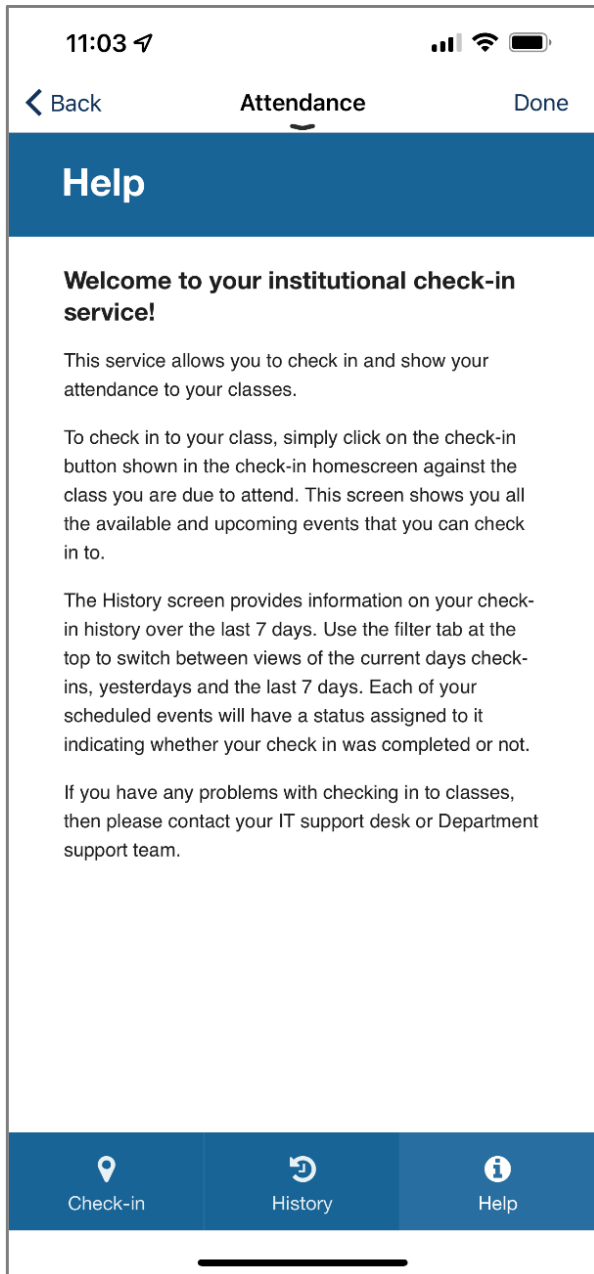 11:03
Back
Attendance
Done
Help
Welcome to your institutional check-in
service!
This service allows you to check in and show your
attendance to your classes.
To check in to your class, simply click on the check-in
button shown in the check-in homescreen against the
class you are due to attend. This screen shows you all
the available and upcoming events that you can check
in to.
The History screen provides information on your check-
in history over the last 7 days. Use the filter tab at the
top to switch between views of the current days check-
ins, yesterdays and the last 7 days. Each of your
scheduled events will have a status assigned to it
indicating whether your check in was completed or not.
If you have any problems with checking in to classes,
then please contact your IT support desk or Department
support team.
Check-in
History
Help